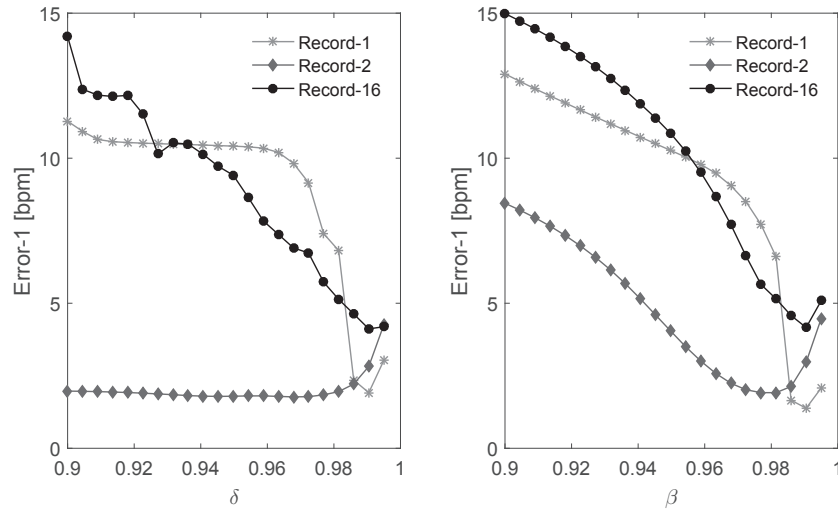 15
10
5
0
Error-1 [bpm]
Record-1
Record-2
Record-16
0.9 0.92 0.94 0.96 0.98 1
δ
15
10
5
0
Error-1 [bpm]
Record-1
Record-2
Record-16
0.9 0.92 0.94 0.96 0.98 1
β